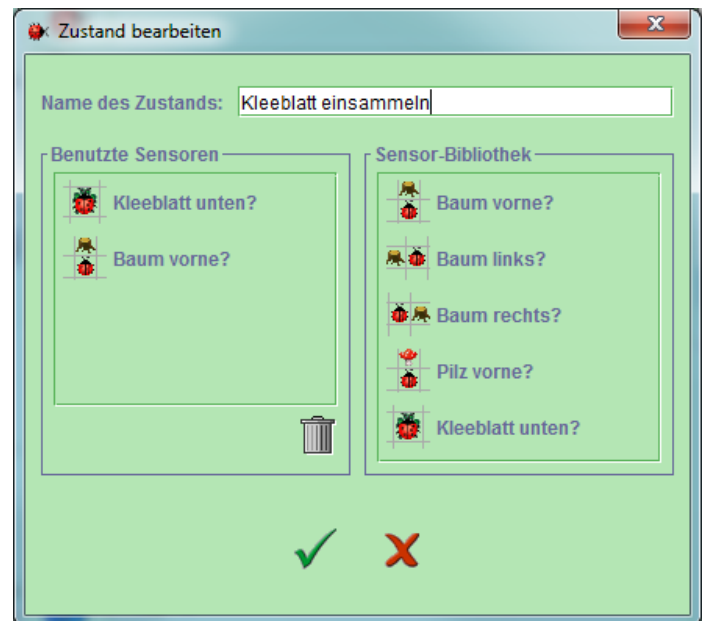 Zustand bearbeiten
Name des Zustands: Kleeblatt einsammeln
Benutzte Sensoren
Kleeblatt unten?
Baum vorne?
Sensor-Bibliothek
Baum vorne?
Baum links?
Baum rechts?
Pilz vorne?
Kleeblatt unten?